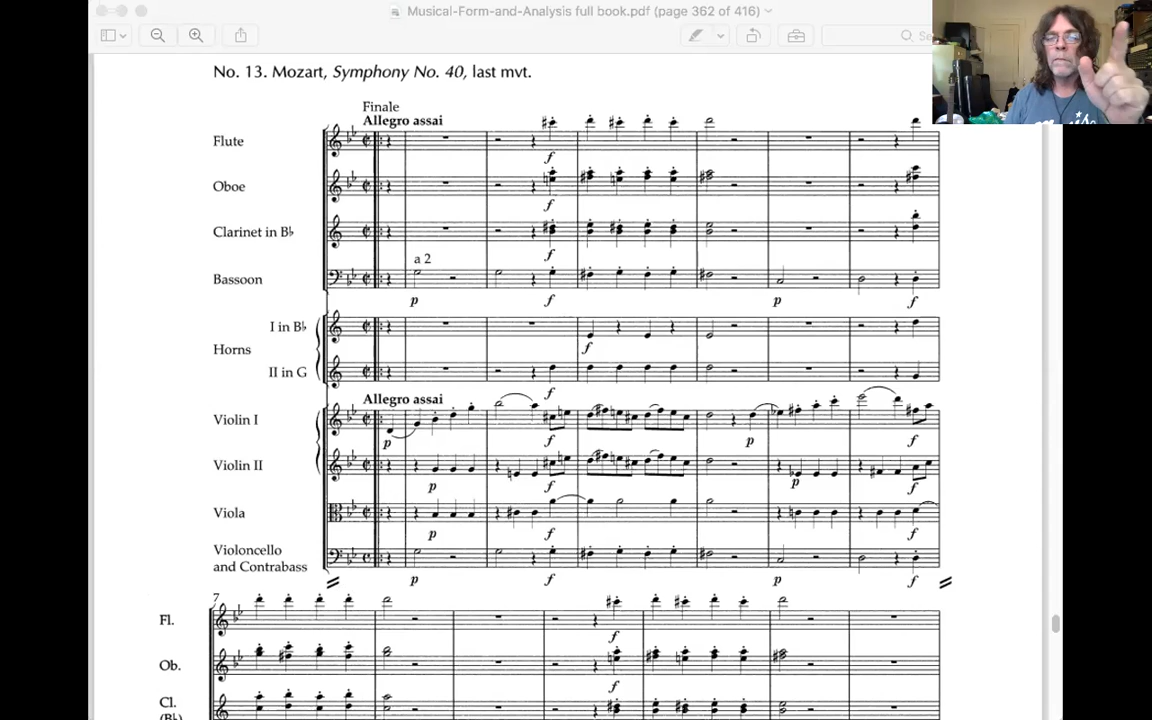 Musical-Form-and-Analysis full book.pdf (page 362 of 416)
Se
No. 13. Mozart, Symphony No. 40, last mvt.
Finale
Allegro assai
Flute
f
Oboe
f
Clarinet in B♭
f
a 2
Bassoon
p f p f
I in B♭
f
Horns
II in G
f
Allegro assai
Violin I
p f p f
Violin II
p f p f
Viola
p f p f
Violoncello
and Contrabass
p f p f
7
Fl.
f
Ob.
f
Cl.
(B♭)